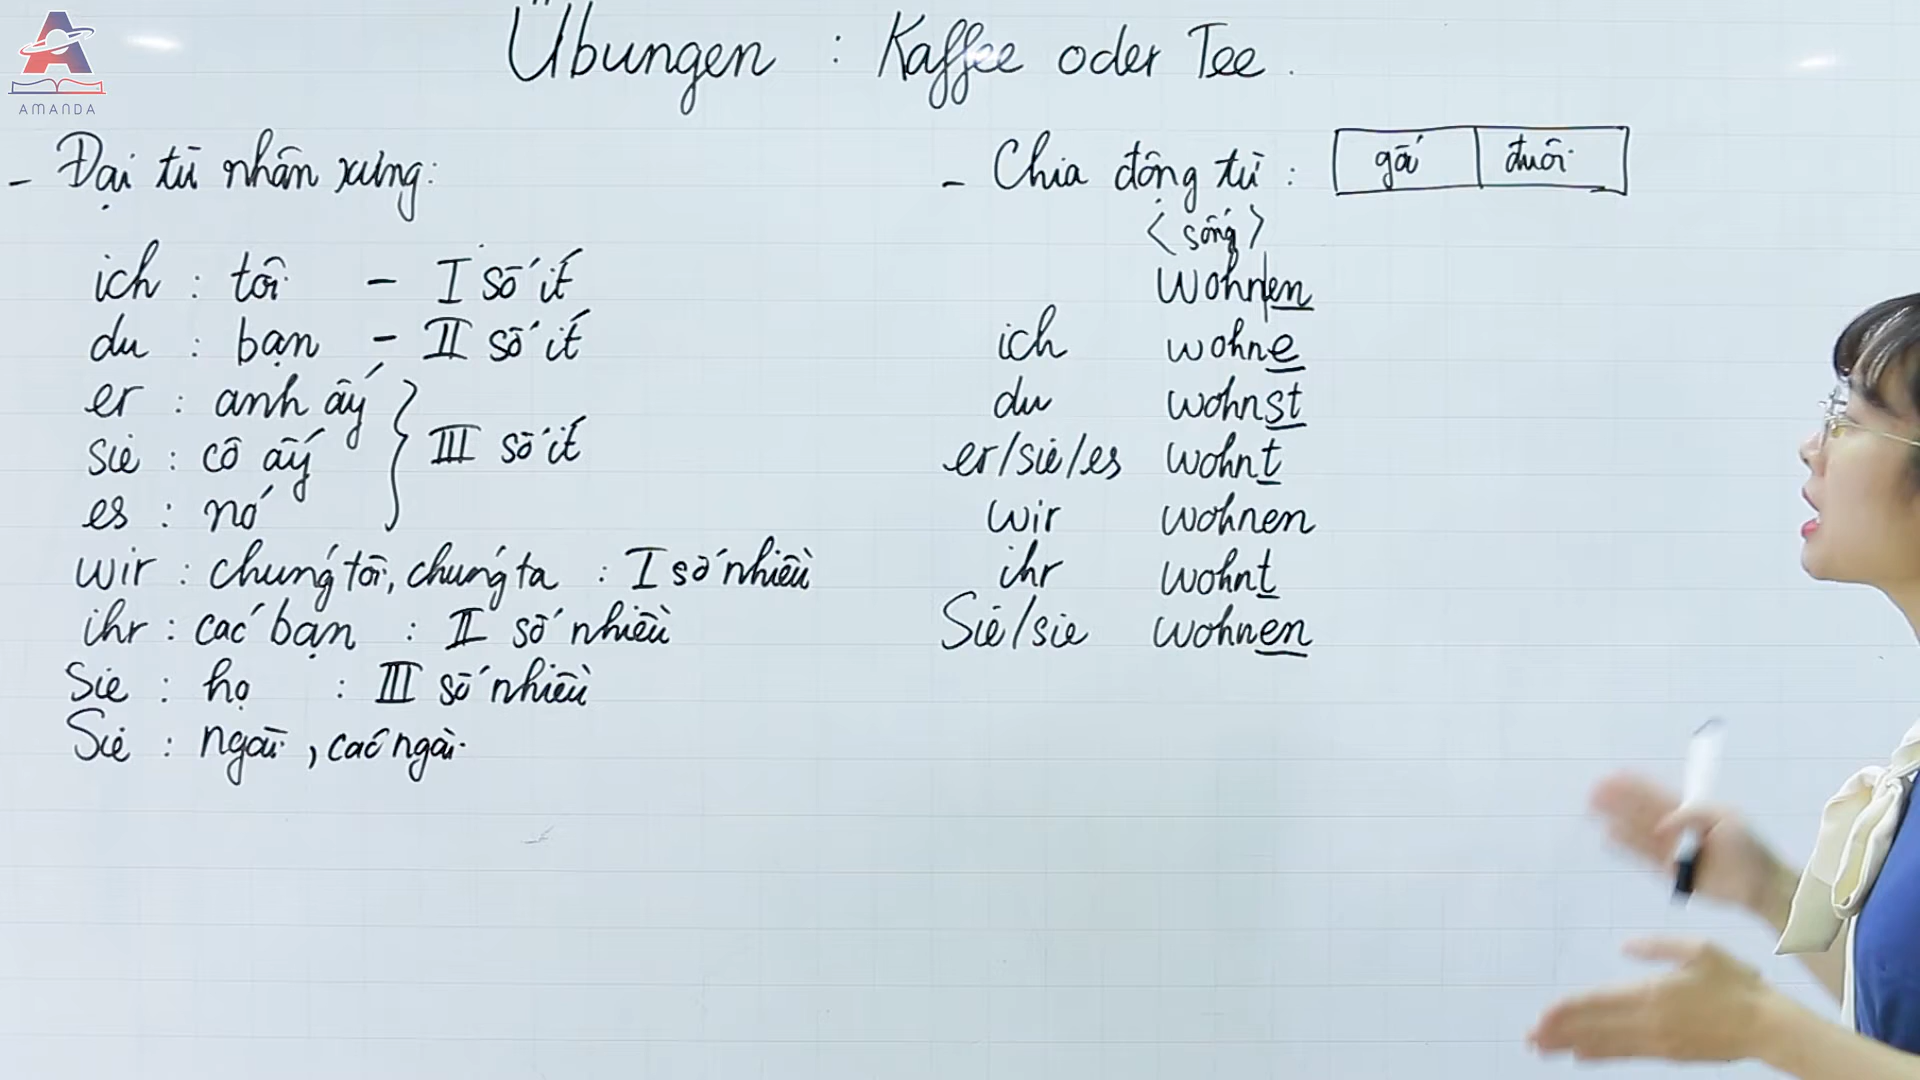 AMANDA
Übungen : Kaffee oder Tee.
- Đại từ nhân xưng:
ich : tôi - I số ít
du : bạn - II số ít
er : anh ấy
sie : cô ấy
es : nó
III số ít
wir : chúng tôi, chúng ta : I số nhiều
ihr : các bạn : II số nhiều
sie : họ : III số nhiều
Sie : ngài, các ngài.
- Chia động từ : gốc đuôi
<sống>
wohn|en
ich wohne
du wohnst
er/sie/es wohnt
wir wohnen
ihr wohnt
Sie/sie wohnen